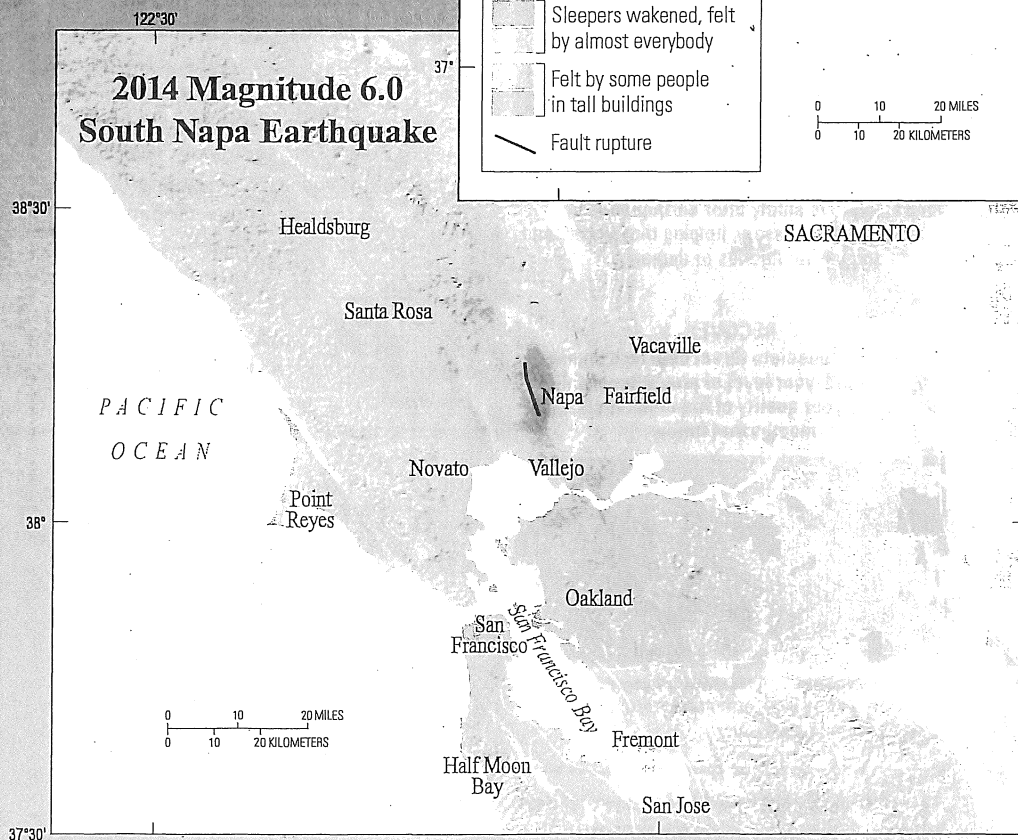 122°30'
Sleepers wakened, felt
by almost everybody
37°
Felt by some people
in tall buildings
Fault rupture
0 10 20 MILES
0 10 20 KILOMETERS
2014 Magnitude 6.0
South Napa Earthquake
38°30'
Healdsburg
SACRAMENTO
Santa Rosa
Vacaville
Napa
Fairfield
PACIFIC
OCEAN
Novato
Vallejo
Point
Reyes
38°
Oakland
San
Francisco
San Francisco Bay
0 10 20 MILES
0 10 20 KILOMETERS
Fremont
Half Moon
Bay
San Jose
37°30'